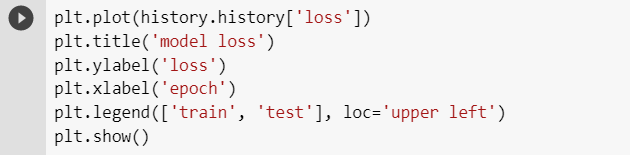 plt.plot(history.history['loss'])
plt.title('model loss')
plt.ylabel('loss')
plt.xlabel('epoch')
plt.legend(['train', 'test'], loc='upper left')
plt.show()